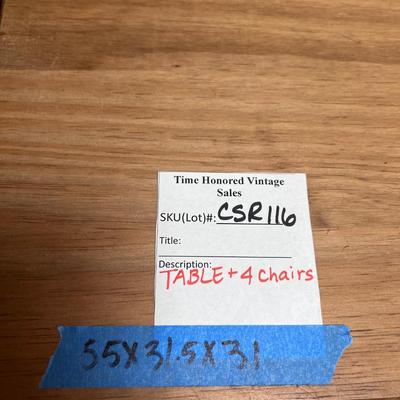 Time Honored Vintage
Sales
SKU(Lot)#: CSR116
Title:
Description:
TABLE + 4 chairs
55X31.5X31